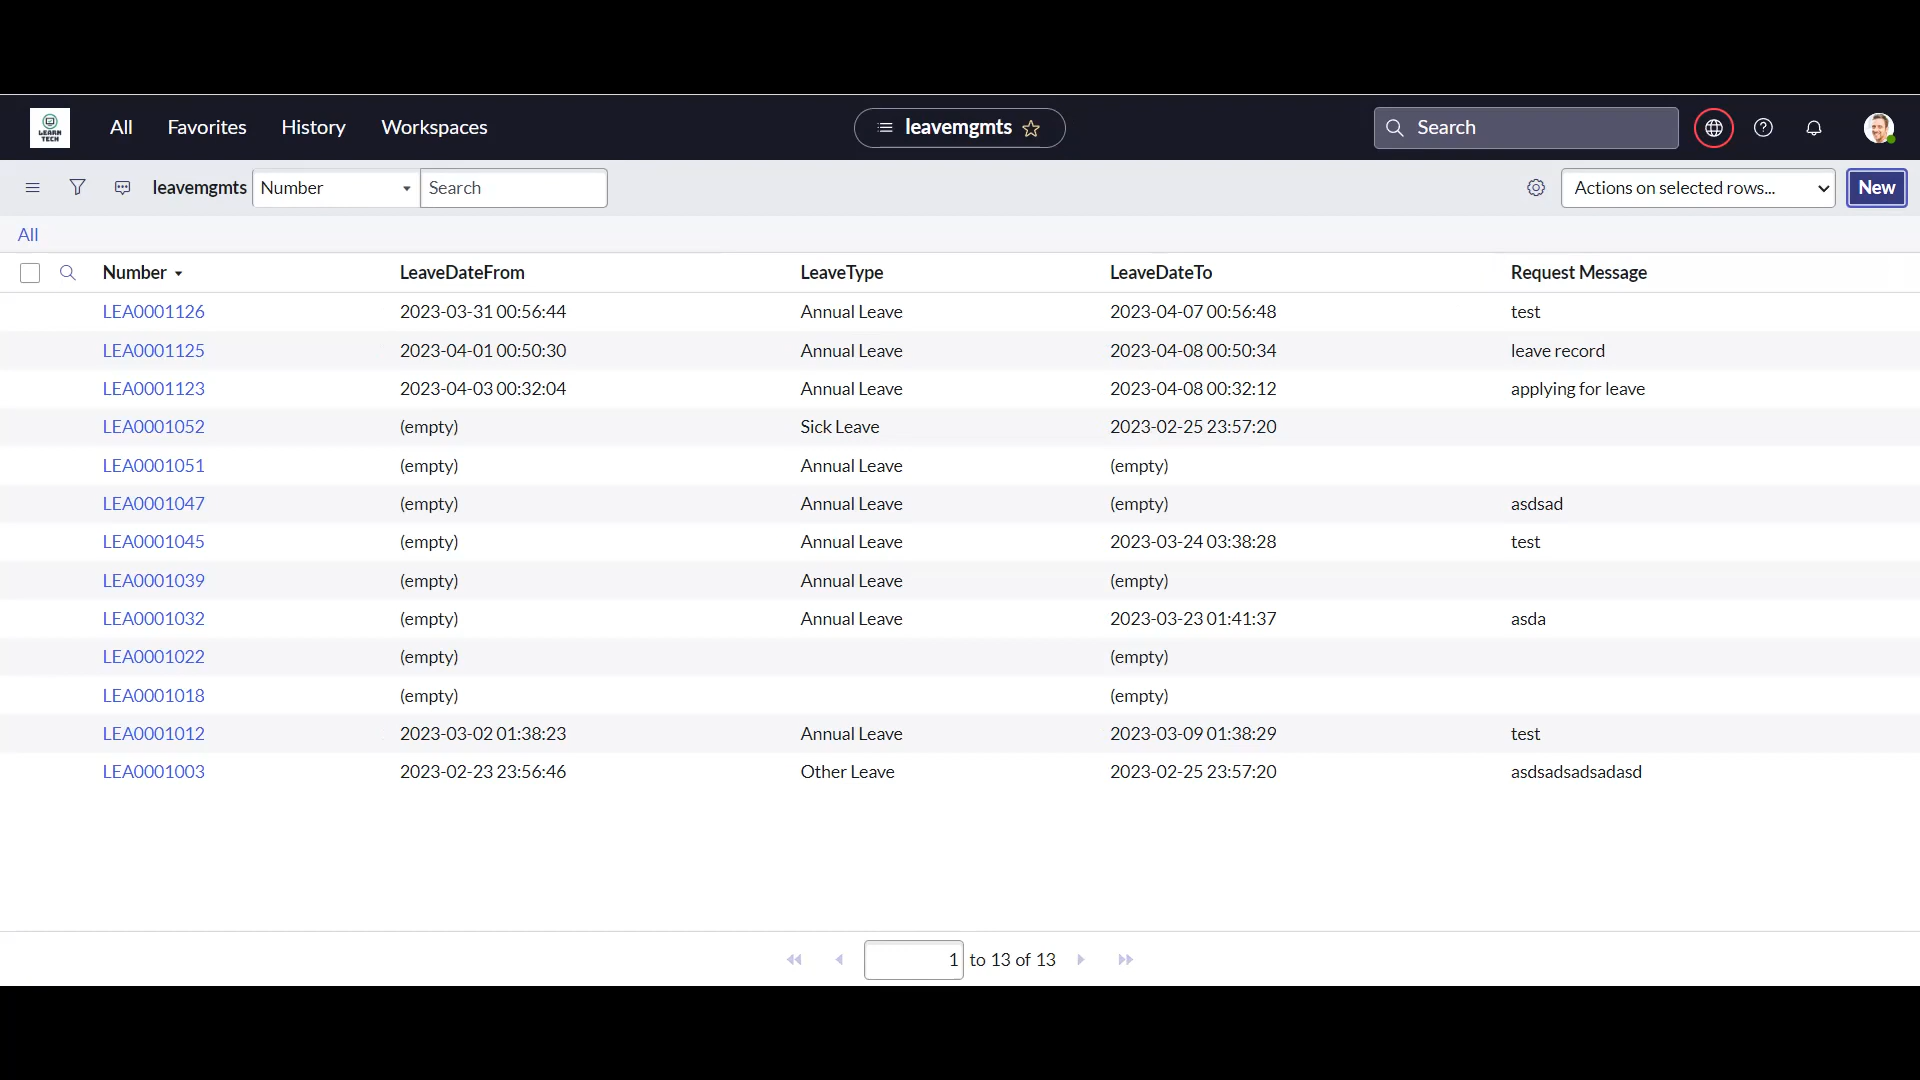 LEARN TECH All Favorites History Workspaces leavemgmts Search
leavemgmts Number Search Actions on selected rows... New
All
Number LeaveDateFrom LeaveType LeaveDateTo Request Message
LEA0001126 2023-03-31 00:56:44 Annual Leave 2023-04-07 00:56:48 test
LEA0001125 2023-04-01 00:50:30 Annual Leave 2023-04-08 00:50:34 leave record
LEA0001123 2023-04-03 00:32:04 Annual Leave 2023-04-08 00:32:12 applying for leave
LEA0001052 (empty) Sick Leave 2023-02-25 23:57:20
LEA0001051 (empty) Annual Leave (empty)
LEA0001047 (empty) Annual Leave (empty) asdsad
LEA0001045 (empty) Annual Leave 2023-03-24 03:38:28 test
LEA0001039 (empty) Annual Leave (empty)
LEA0001032 (empty) Annual Leave 2023-03-23 01:41:37 asda
LEA0001022 (empty) (empty)
LEA0001018 (empty) (empty)
LEA0001012 2023-03-02 01:38:23 Annual Leave 2023-03-09 01:38:29 test
LEA0001003 2023-02-23 23:56:46 Other Leave 2023-02-25 23:57:20 asdsadsadsadasd
1 to 13 of 13